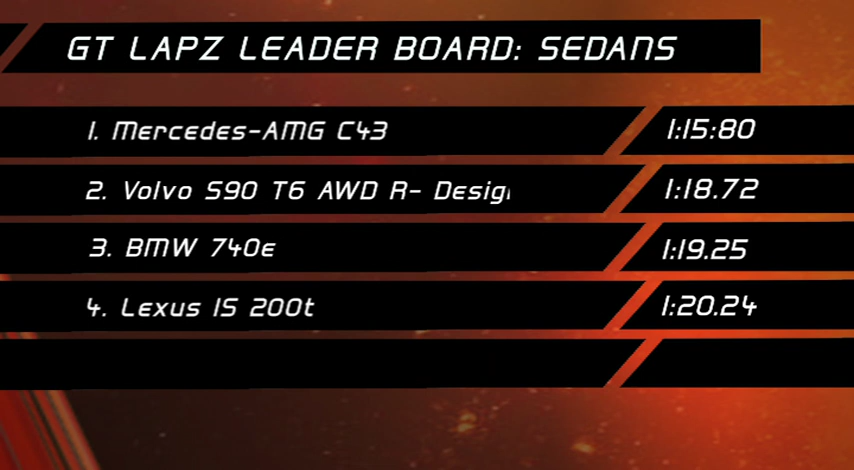 GT LAPZ LEADER BOARD: SEDANS
1. Mercedes-AMG C43 1:15:80
2. Volvo S90 T6 AWD R- Desig 1:18.72
3. BMW 740e 1:19.25
4. Lexus IS 200t 1:20.24